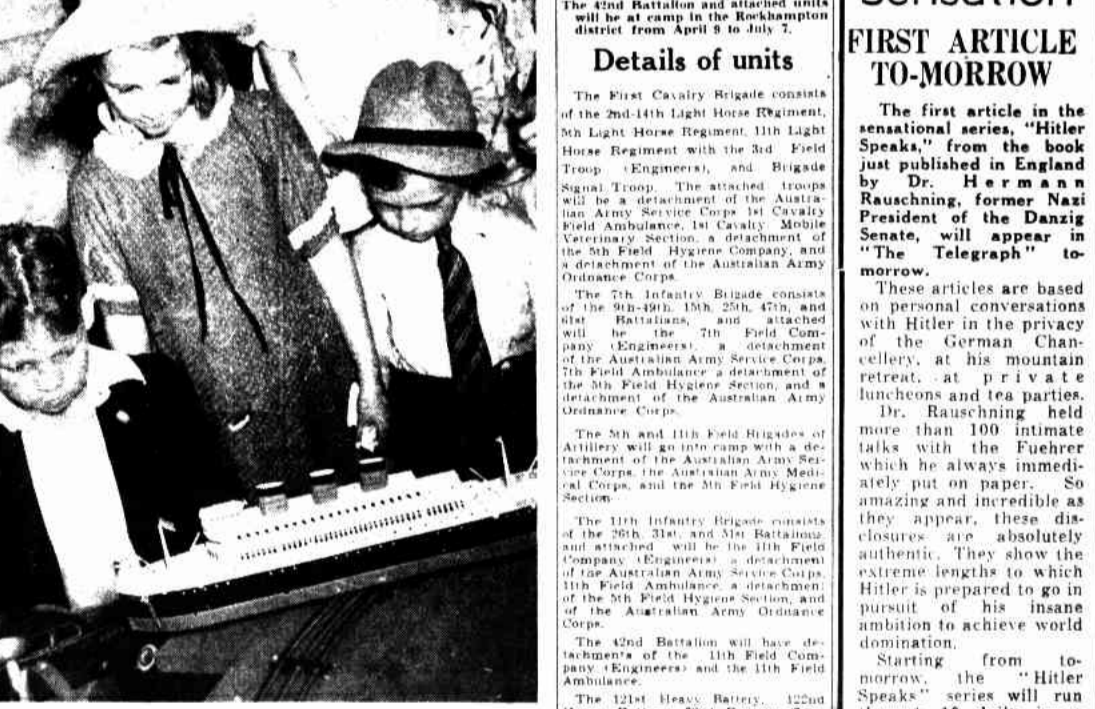 The 42nd Battalion and attached units
will be at camp in the Rockhampton
district from April 9 to July 7.
Details of units
The First Cavalry Brigade consists
of the 2nd-14th Light Horse Regiment,
5th Light Horse Regiment, 11th Light
Horse Regiment with the 3rd Field
Troop (Engineers), and Brigade
Signal Troop. The attached troops
will be a detachment of the Austra-
lian Army Service Corps 1st Cavalry
Field Ambulance, 1st Cavalry Mobile
Veterinary Section, a detachment of
the 5th Field Hygiene Company, and
a detachment of the Australian Army
Ordnance Corps.
The 7th Infantry Brigade consists
of the 9th-49th, 15th, 25th, 47th, and
61st Battalians, and attached
will be the 7th Field Com-
pany (Engineers), a detachment
of the Australian Army Service Corps,
7th Field Ambulance a detachment of
the 5th Field Hygiene Section, and a
detachment of the Australian Army
Ordnance Corps.
The 5th and 11th Field Brigades of
Artillery will go into camp with a de-
tachment of the Australian Army Ser-
vice Corps, the Australian Army Medi-
cal Corps, and the 5th Field Hygiene
Section
The 11th Infantry Brigade consists
of the 26th, 31st, and 51st Battalions,
and attached will be the 11th Field
Company (Engineers) a detachment
of the Australian Army Service Corps,
11th Field Ambulance, a detachment
of the 5th Field Hygiene Section, and
of the Australian Army Ordnance
Corps.
The 42nd Battalion will have de-
tachments of the 11th Field Com-
pany (Engineers) and the 11th Field
Ambulance.
The 121st Heavy Battery, 122nd
sensation
FIRST ARTICLE
TO-MORROW
The first article in the
sensational series, "Hitler
Speaks," from the book
just published in England
by Dr. Hermann
Rauschning, former Nazi
President of the Danzig
Senate, will appear in
"The Telegraph" to-
morrow.
These articles are based
on personal conversations
with Hitler in the privacy
of the German Chan-
cellery, at his mountain
retreat, at private
luncheons and tea parties.
Dr. Rauschning held
more than 100 intimate
talks with the Fuehrer
which he always immedi-
ately put on paper. So
amazing and incredible as
they appear, these dis-
closures are absolutely
authentic. They show the
extreme lengths to which
Hitler is prepared to go in
pursuit of his insane
ambition to achieve world
domination.
Starting from to-
morrow, the "Hitler
Speaks" series will run